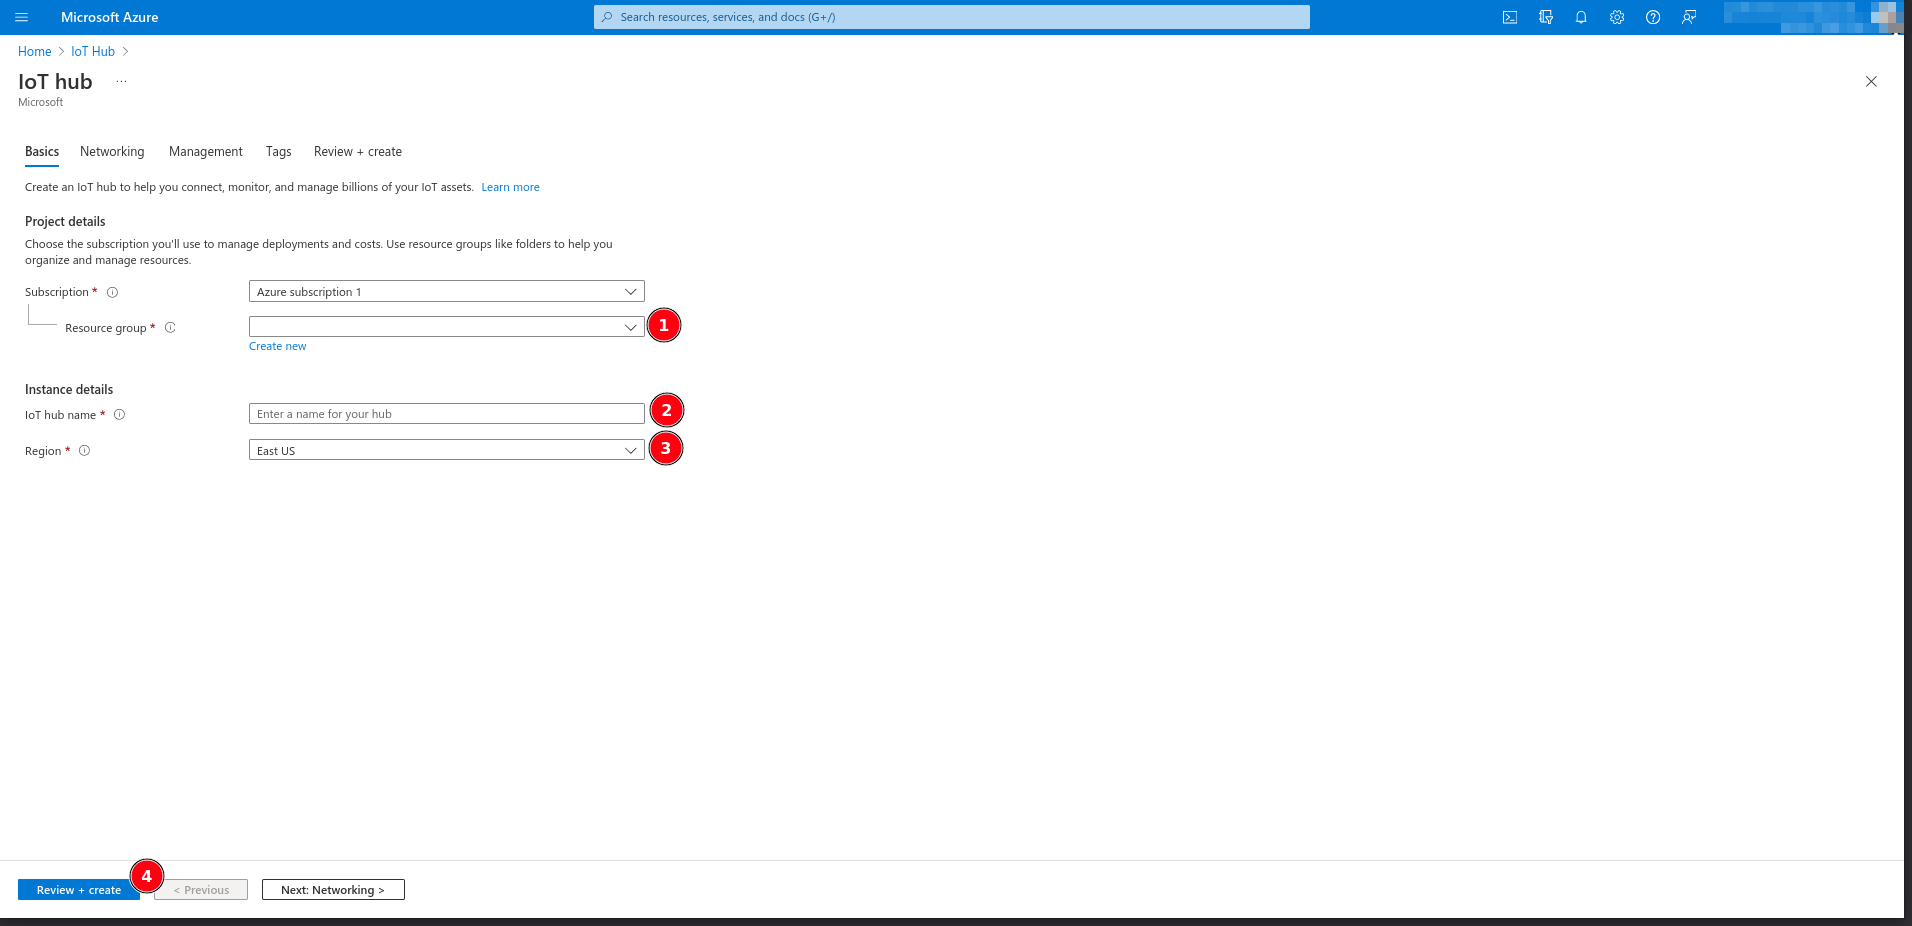 Microsoft Azure
Search resources, services, and docs (G+/)
Home > IoT Hub >
IoT hub ...
Microsoft
Basics Networking Management Tags Review + create
Create an IoT hub to help you connect, monitor, and manage billions of your IoT assets. Learn more
Project details
Choose the subscription you'll use to manage deployments and costs. Use resource groups like folders to help you
organize and manage resources.
Subscription * Azure subscription 1
Resource group * 1
Create new
Instance details
IoT hub name * Enter a name for your hub 2
Region * East US 3
4
Review + create < Previous Next: Networking >